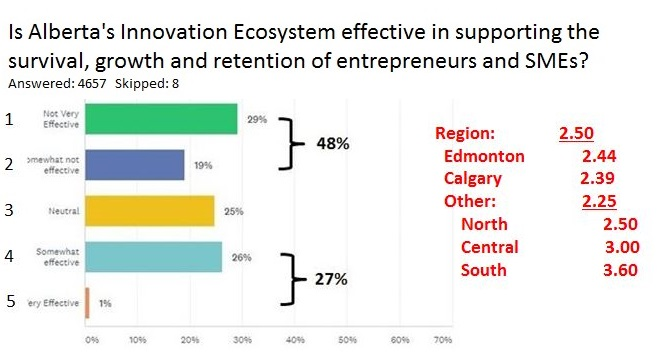 Is Alberta's Innovation Ecosystem effective in supporting the
survival, growth and retention of entrepreneurs and SMEs?
Answered: 4657 Skipped: 8
1 Not Very
Effective 29%
48%
2 omewhat not
effective 19%
3 Neutral 25%
4 Somewhat
effective 26%
27%
5 ery Effective 1%
0% 10% 20% 30% 40% 50% 60% 70%
Region: 2.50
Edmonton 2.44
Calgary 2.39
Other: 2.25
North 2.50
Central 3.00
South 3.60